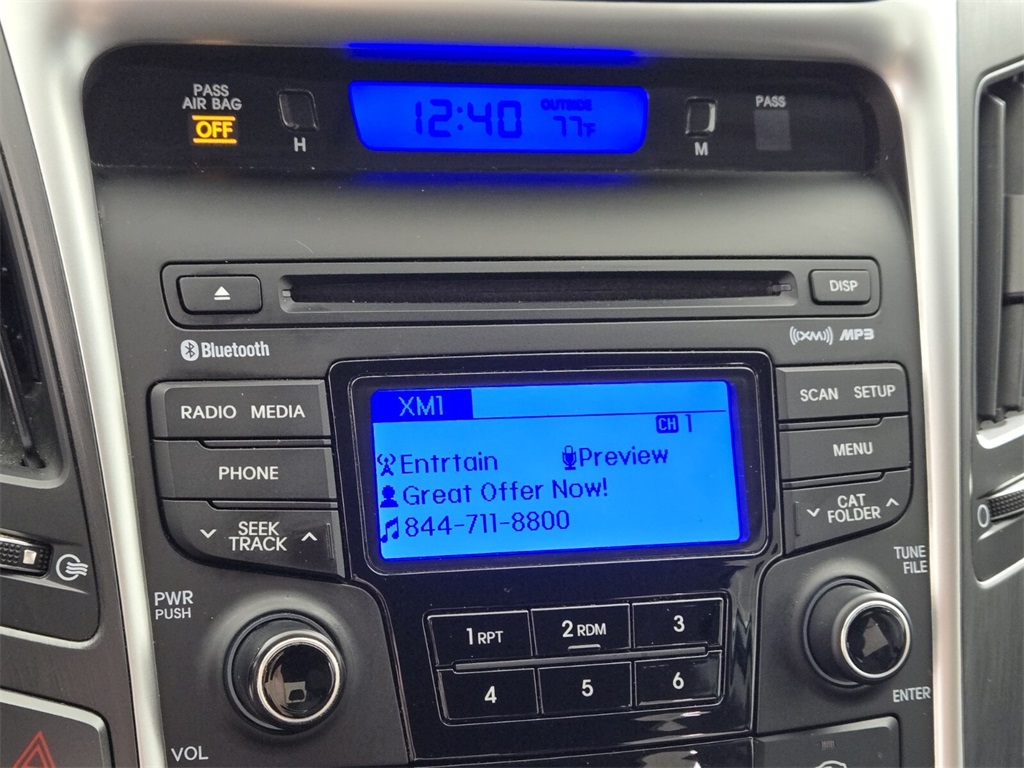 PASS
AIR BAG
OFF
H
12:40
OUTSIDE
77°F
M
PASS
DISP
Bluetooth
XM MP3
RADIO MEDIA
XM1
CH 1
SCAN SETUP
PHONE
Entrtain Preview
MENU
Great Offer Now!
SEEK
TRACK
844-711-8800
CAT
FOLDER
TUNE
FILE
PWR
PUSH
1 RPT 2 RDM 3
4 5 6
ENTER
VOL
0